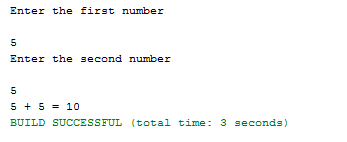 Enter the first number
5
Enter the second number
5
5 + 5 = 10
BUILD SUCCESSFUL (total time: 3 seconds)